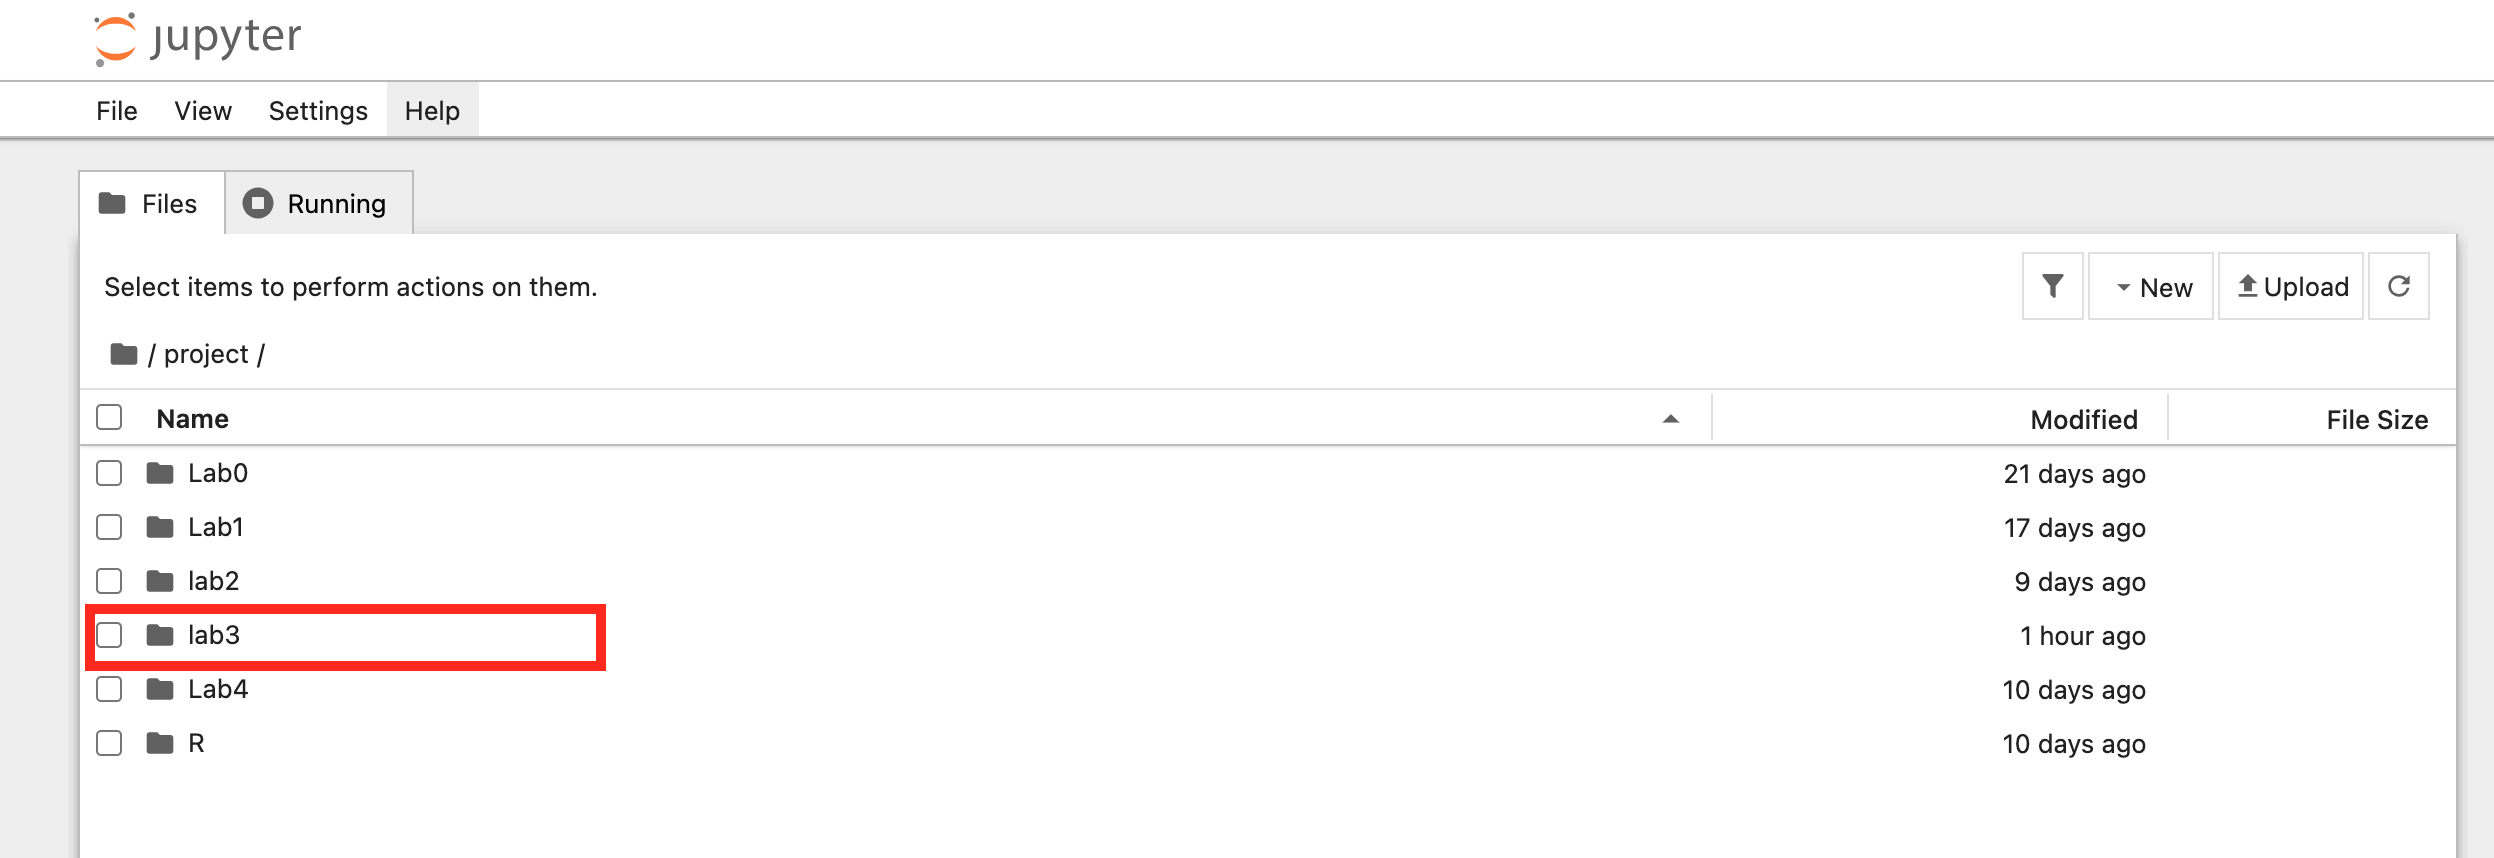 jupyter
File View Settings Help
Files Running
Select items to perform actions on them.
New Upload
/ project /
Name Modified File Size
Lab0 21 days ago
Lab1 17 days ago
lab2 9 days ago
lab3 1 hour ago
Lab4 10 days ago
R 10 days ago